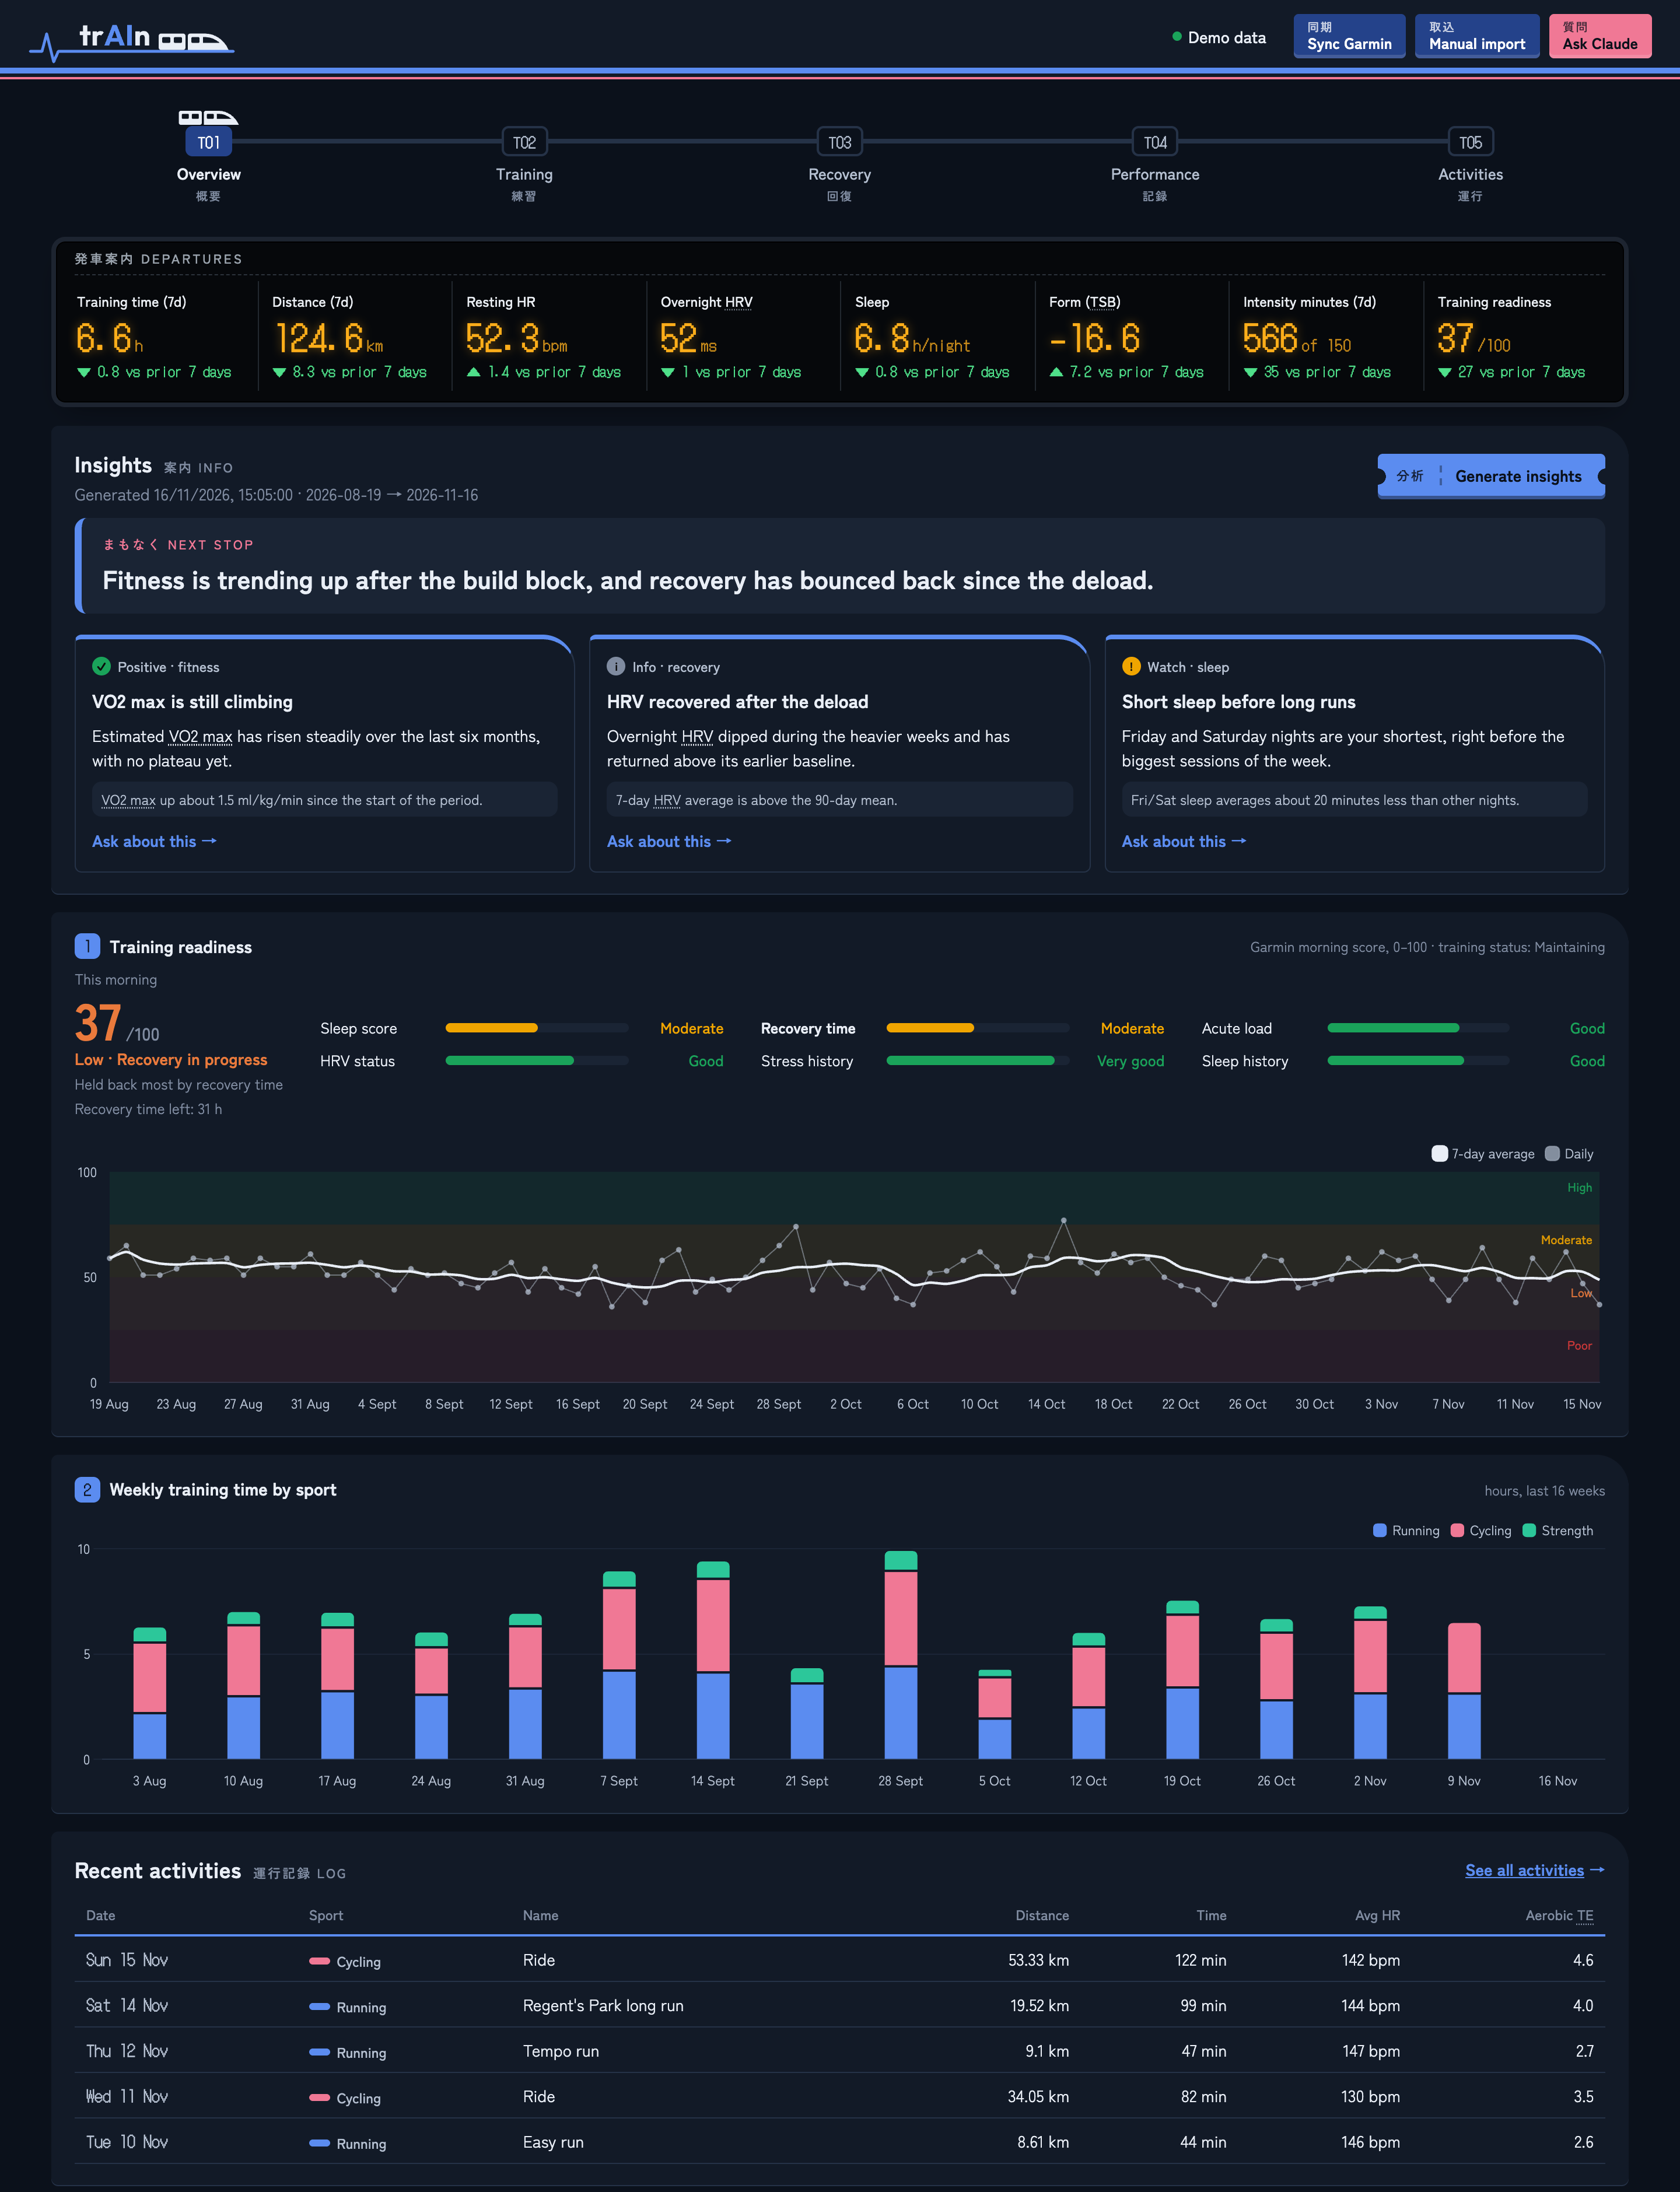 trAIn
Demo data
同期
Sync Garmin
取込
Manual import
質問
Ask Claude
T01
Overview
概要
T02
Training
練習
T03
Recovery
回復
T04
Performance
記録
T05
Activities
運行
発車案内 DEPARTURES
Training time (7d)
6.6 h
▼ 0.8 vs prior 7 days
Distance (7d)
124.6 km
▼ 8.3 vs prior 7 days
Resting HR
52.3 bpm
▲ 1.4 vs prior 7 days
Overnight HRV
52 ms
▼ 1 vs prior 7 days
Sleep
6.8 h/night
▼ 0.8 vs prior 7 days
Form (TSB)
-16.6
▲ 7.2 vs prior 7 days
Intensity minutes (7d)
566 of 150
▼ 35 vs prior 7 days
Training readiness
37 /100
▼ 27 vs prior 7 days
Insights 案内 INFO
Generated 16/11/2026, 15:05:00 · 2026-08-19 → 2026-11-16
分析 Generate insights
まもなく NEXT STOP
Fitness is trending up after the build block, and recovery has bounced back since the deload.
Positive · fitness
VO2 max is still climbing
Estimated VO2 max has risen steadily over the last six months,
with no plateau yet.
VO2 max up about 1.5 ml/kg/min since the start of the period.
Ask about this →
i Info · recovery
HRV recovered after the deload
Overnight HRV dipped during the heavier weeks and has
returned above its earlier baseline.
7-day HRV average is above the 90-day mean.
Ask about this →
! Watch · sleep
Short sleep before long runs
Friday and Saturday nights are your shortest, right before the
biggest sessions of the week.
Fri/Sat sleep averages about 20 minutes less than other nights.
Ask about this →
1 Training readiness
Garmin morning score, 0–100 · training status: Maintaining
This morning
37 /100
Low · Recovery in progress
Held back most by recovery time
Recovery time left: 31 h
Sleep score Moderate
Recovery time Moderate
Acute load Good
HRV status Good
Stress history Very good
Sleep history Good
7-day average Daily
100
50
0
High
Moderate
Low
Poor
19 Aug 23 Aug 27 Aug 31 Aug 4 Sept 8 Sept 12 Sept 16 Sept 20 Sept 24 Sept 28 Sept 2 Oct 6 Oct 10 Oct 14 Oct 18 Oct 22 Oct 26 Oct 30 Oct 3 Nov 7 Nov 11 Nov 15 Nov
2 Weekly training time by sport
hours, last 16 weeks
Running Cycling Strength
10
5
0
3 Aug 10 Aug 17 Aug 24 Aug 31 Aug 7 Sept 14 Sept 21 Sept 28 Sept 5 Oct 12 Oct 19 Oct 26 Oct 2 Nov 9 Nov 16 Nov
Recent activities 運行記録 LOG
See all activities →
Date Sport Name Distance Time Avg HR Aerobic TE
Sun 15 Nov Cycling Ride 53.33 km 122 min 142 bpm 4.6
Sat 14 Nov Running Regent's Park long run 19.52 km 99 min 144 bpm 4.0
Thu 12 Nov Running Tempo run 9.1 km 47 min 147 bpm 2.7
Wed 11 Nov Cycling Ride 34.05 km 82 min 130 bpm 3.5
Tue 10 Nov Running Easy run 8.61 km 44 min 146 bpm 2.6